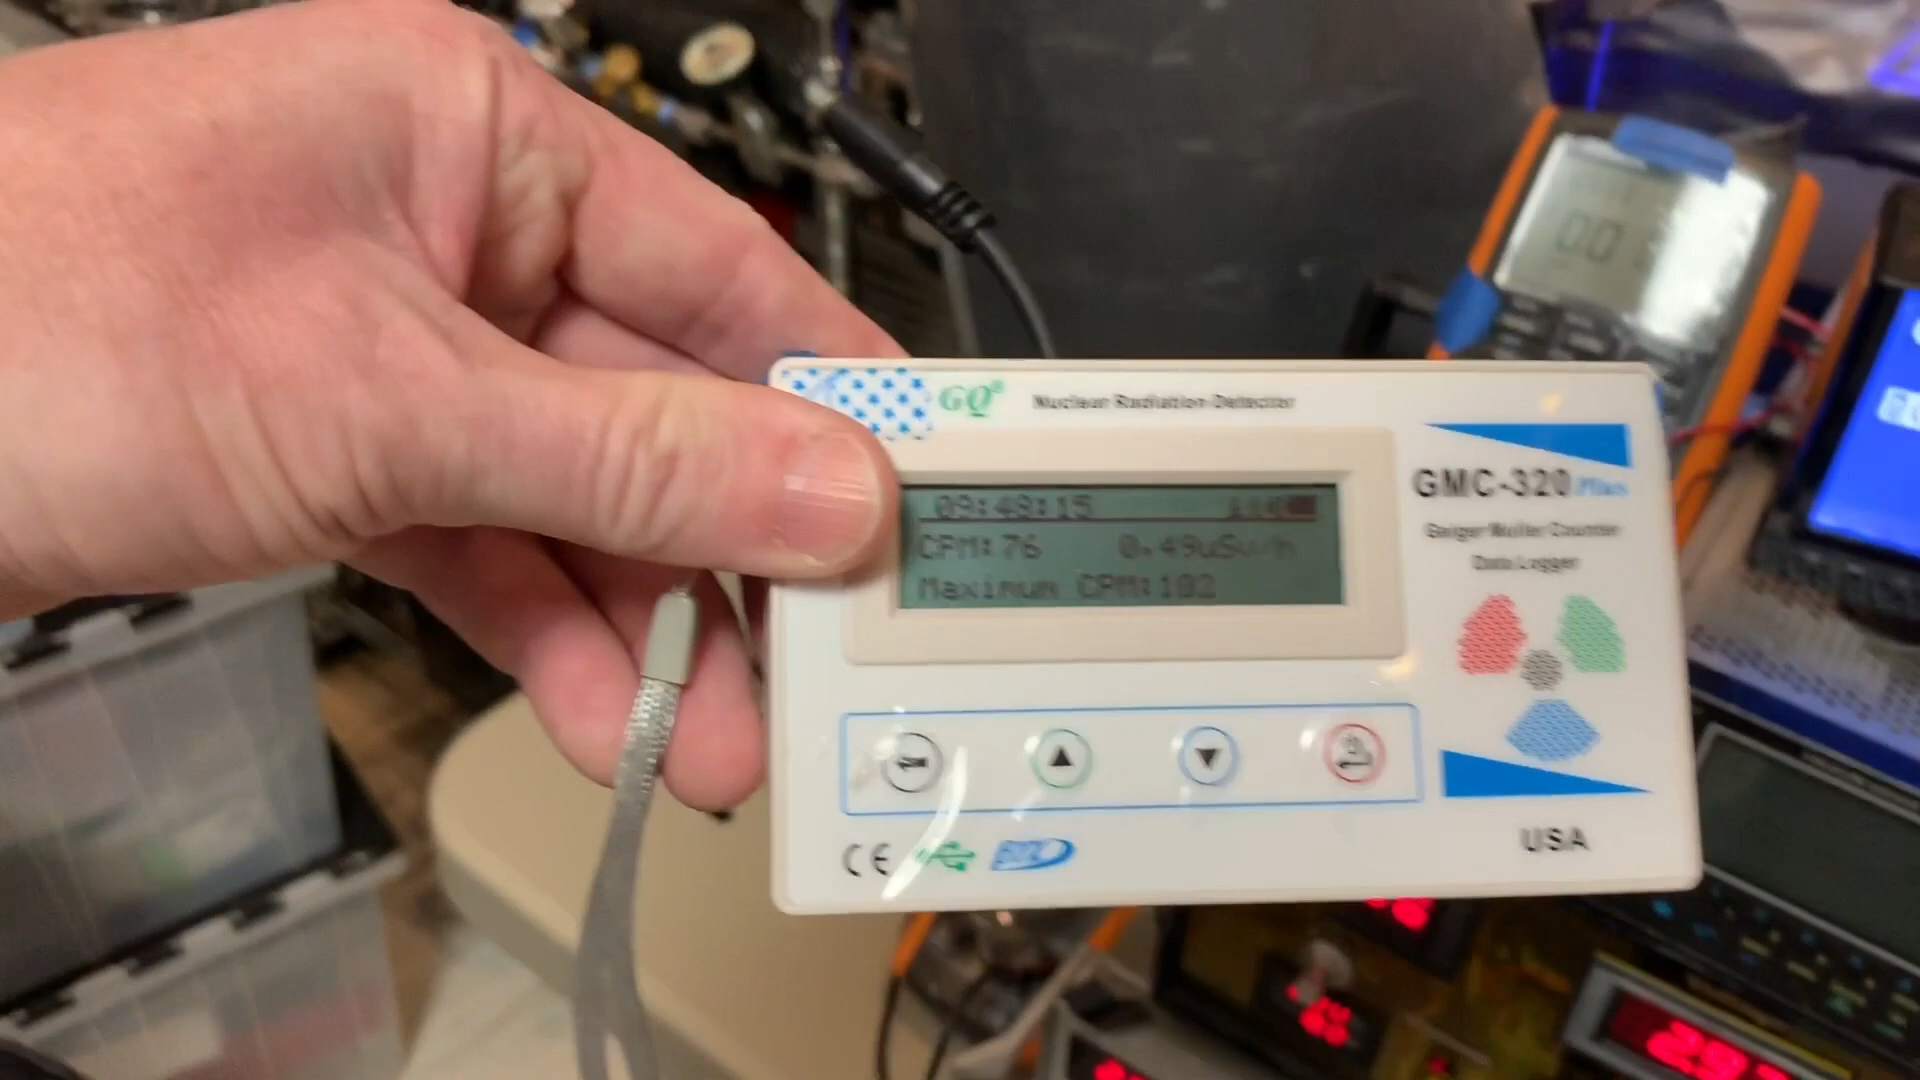 GQ®
Nuclear Radiation Detector
09:48:15
CPM: 76 0.49uSv/h
Maximum CPM:102
GMC-320 Plus
Geiger Muller Counter
Data Logger
CE
USA
00